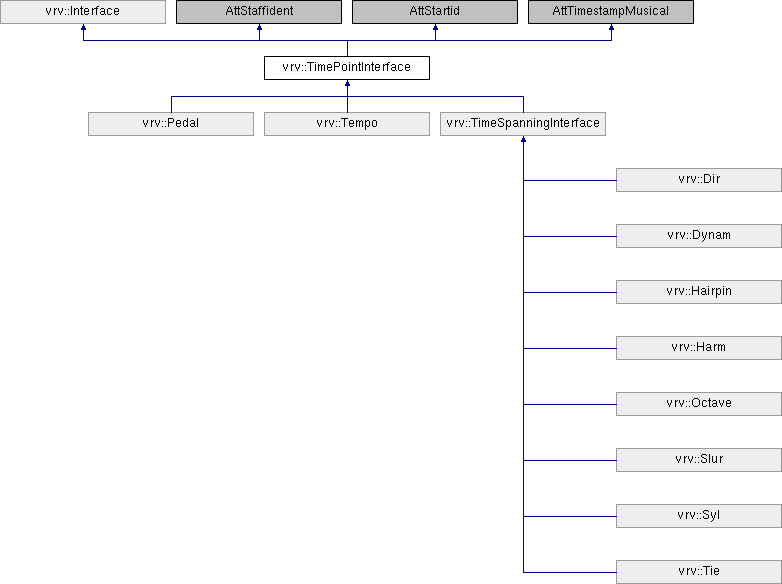 vrv::Interface
AttStaffident
AttStartid
AttTimestampMusical
vrv::TimePointInterface
vrv::Pedal
vrv::Tempo
vrv::TimeSpanningInterface
vrv::Dir
vrv::Dynam
vrv::Hairpin
vrv::Harm
vrv::Octave
vrv::Slur
vrv::Syl
vrv::Tie